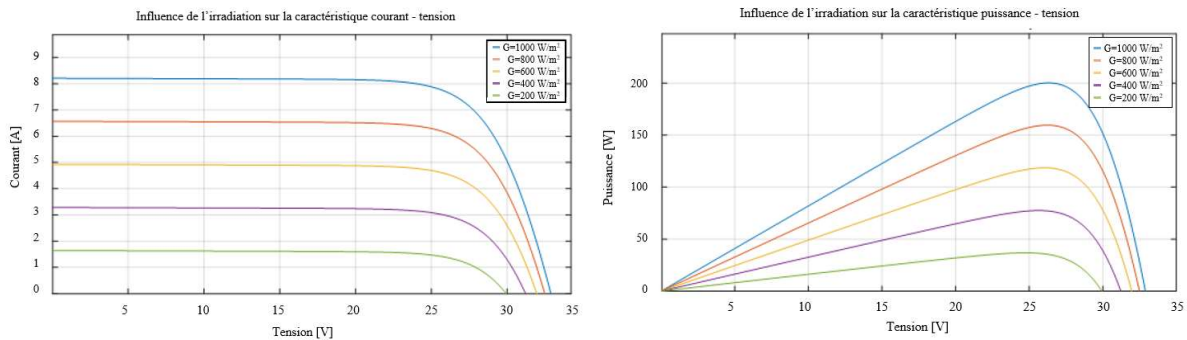 Influence de l’irradiation sur la caractéristique courant - tension
9
8
7
6
5
4
3
2
1
0
Courant [A]
G=1000 W/m²
G=800 W/m²
G=600 W/m²
G=400 W/m²
G=200 W/m²
5 10 15 20 25 30 35
Tension [V]
Influence de l’irradiation sur la caractéristique puissance - tension
200
150
100
50
0
Puissance [W]
G=1000 W/m²
G=800 W/m²
G=600 W/m²
G=400 W/m²
G=200 W/m²
5 10 15 20 25 30 35
Tension [V]